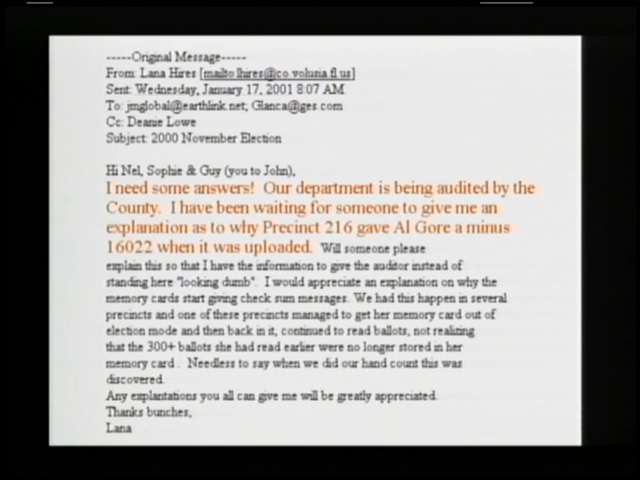 -----Original Message-----
From: Lana Hires [mailto:lhires@co.volusia.fl.us]
Sent: Wednesday, January 17, 2001 8:07 AM
To: jmglobal@earthlink.net; Glanca@ges.com
Cc: Deanie Lowe
Subject: 2000 November Election
Hi Nel, Sophie & Guy (you to John),
I need some answers! Our department is being audited by the
County. I have been waiting for someone to give me an
explanation as to why Precinct 216 gave Al Gore a minus
16022 when it was uploaded. Will someone please
explain this so that I have the information to give the auditor instead of
standing here "looking dumb". I would appreciate an explanation on why the
memory cards start giving check sum messages. We had this happen in several
precincts and one of these precincts managed to get her memory card out of
election mode and then back in it, continued to read ballots, not realizing
that the 300+ ballots she had read earlier were no longer stored in her
memory card . Needless to say when we did our hand count this was
discovered.
Any explantations you all can give me will be greatly appreciated.
Thanks bunches,
Lana